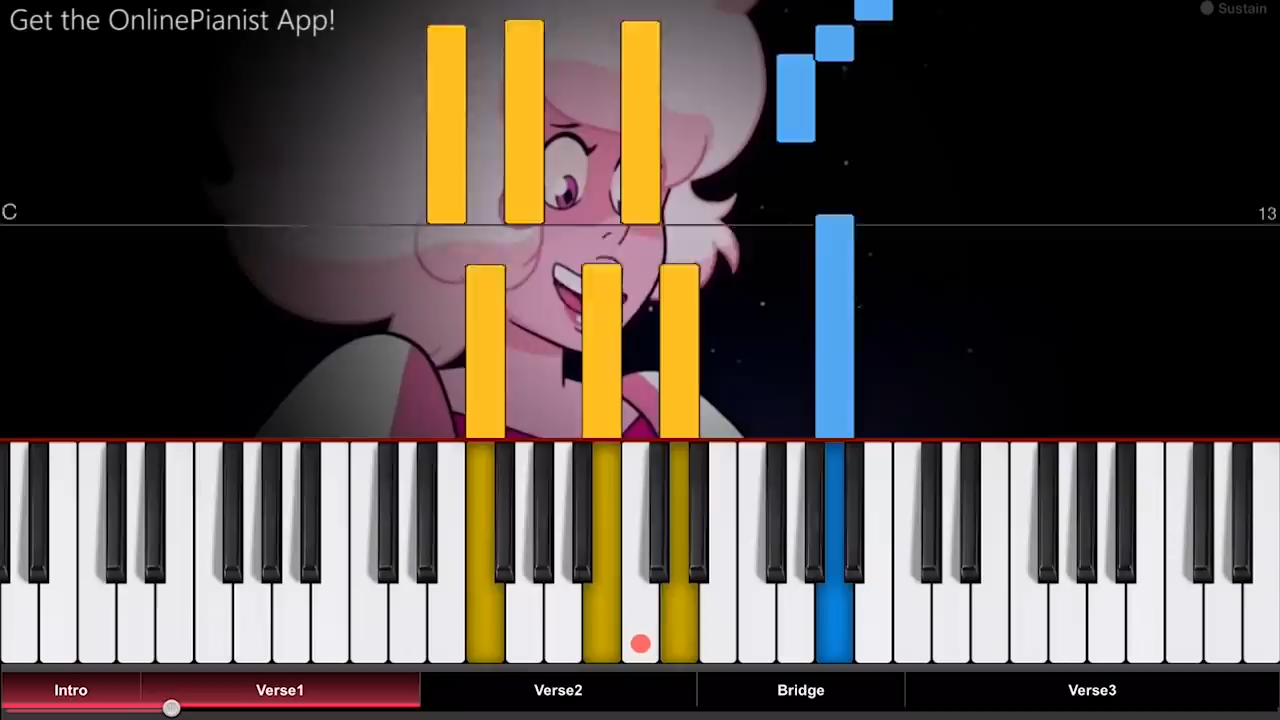 Get the OnlinePianist App!
Sustain
C
13
Intro
Verse1
Verse2
Bridge
Verse3